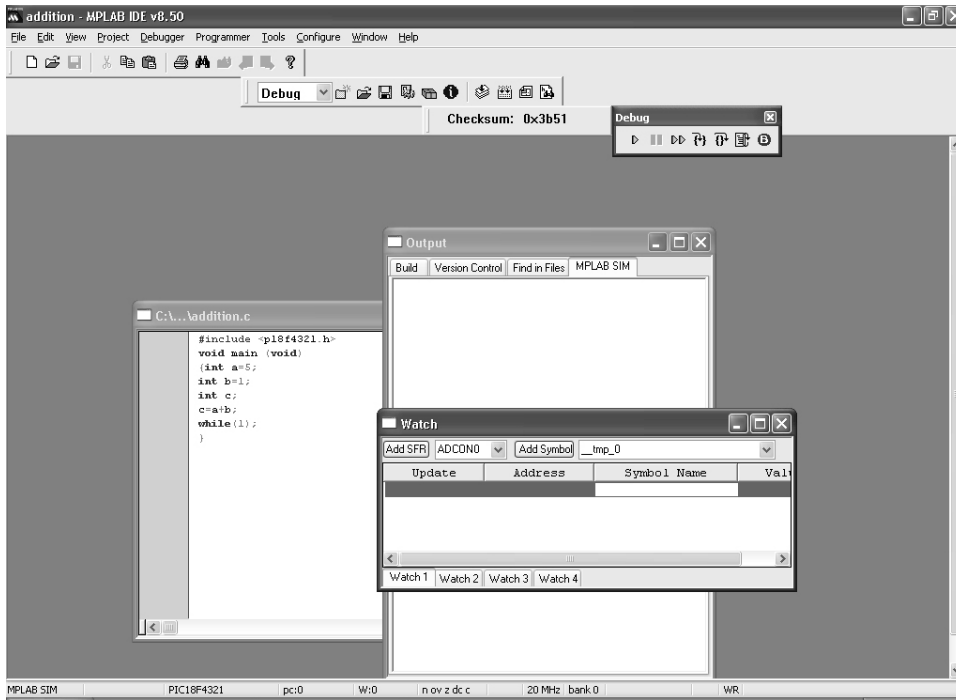 addition - MPLAB IDE v8.50
File Edit View Project Debugger Programmer Tools Configure Window Help
Debug
Checksum: 0x3b51
Debug
Output
Build Version Control Find in Files MPLAB SIM
C:\...\addition.c
#include <p18f4321.h>
void main (void)
{int a=5;
int b=1;
int c;
c=a+b;
while(1);
}
Watch
Add SFR ADCON0 Add Symbol __tmp_0
Update Address Symbol Name Valu
Watch 1 Watch 2 Watch 3 Watch 4
MPLAB SIM PIC18F4321 pc:0 W:0 n ov z dc c 20 MHz bank 0 WR